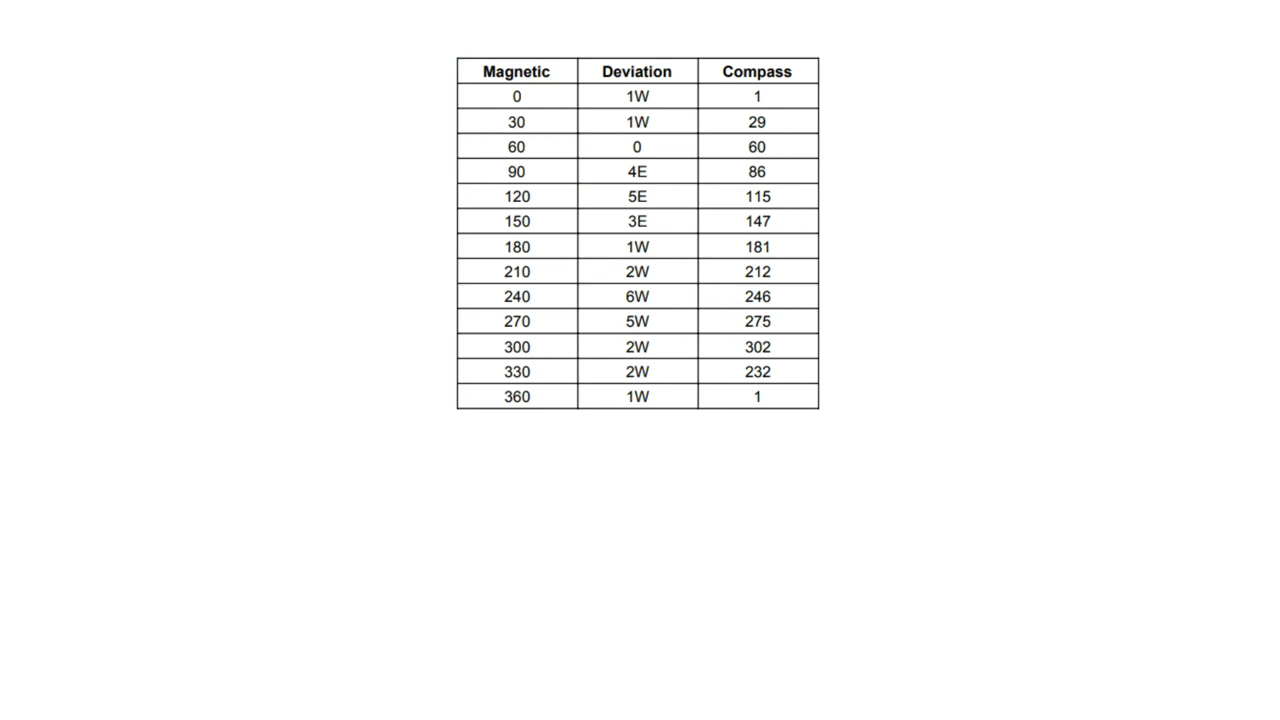 Magnetic Deviation Compass
0 1W 1
30 1W 29
60 0 60
90 4E 86
120 5E 115
150 3E 147
180 1W 181
210 2W 212
240 6W 246
270 5W 275
300 2W 302
330 2W 232
360 1W 1